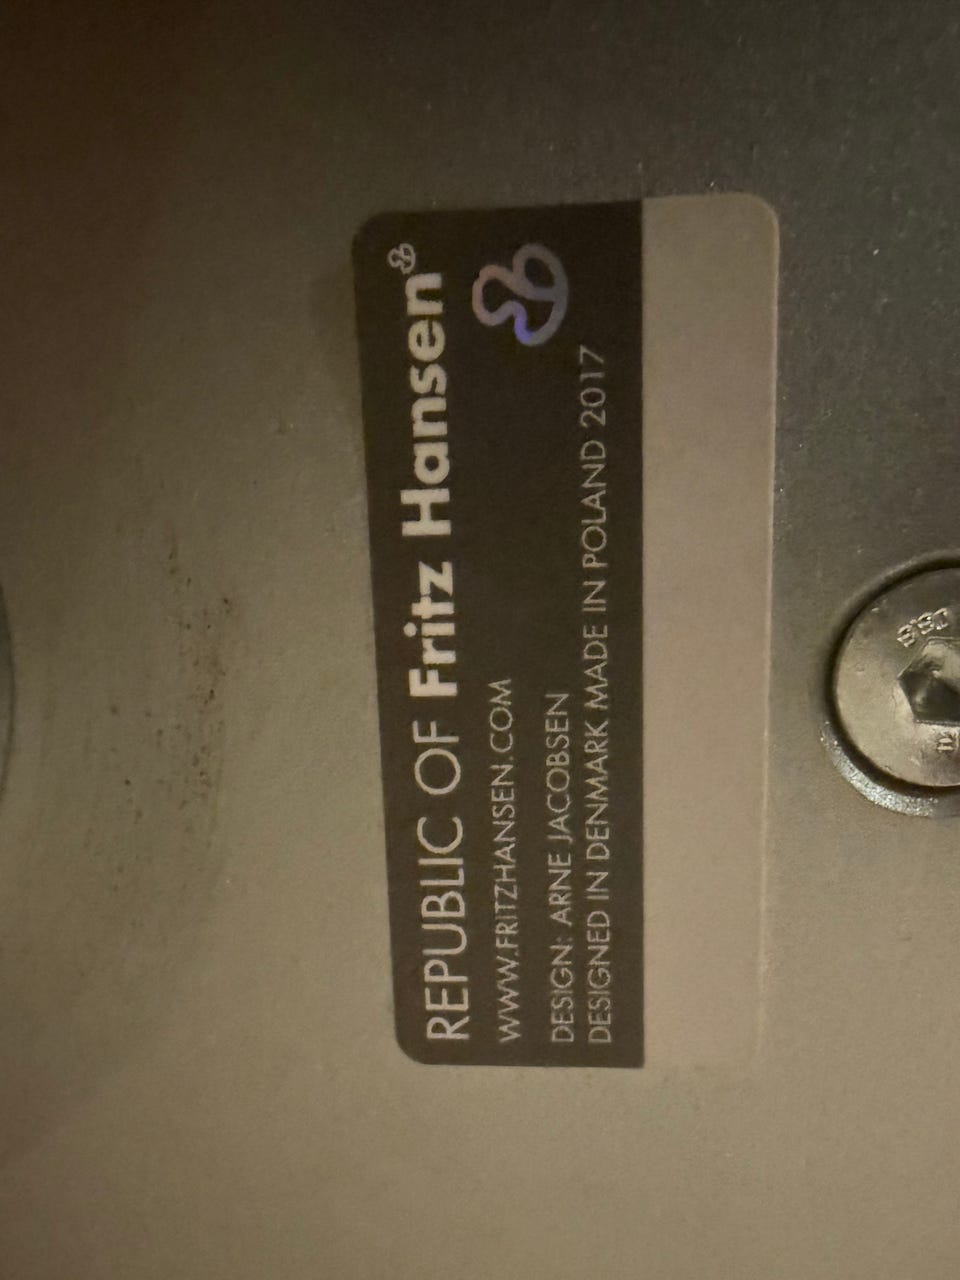 REPUBLIC OF Fritz Hansen
WWW.FRITZHANSEN.COM
DESIGN: ARNE JACOBSEN
DESIGNED IN DENMARK MADE IN POLAND 2017